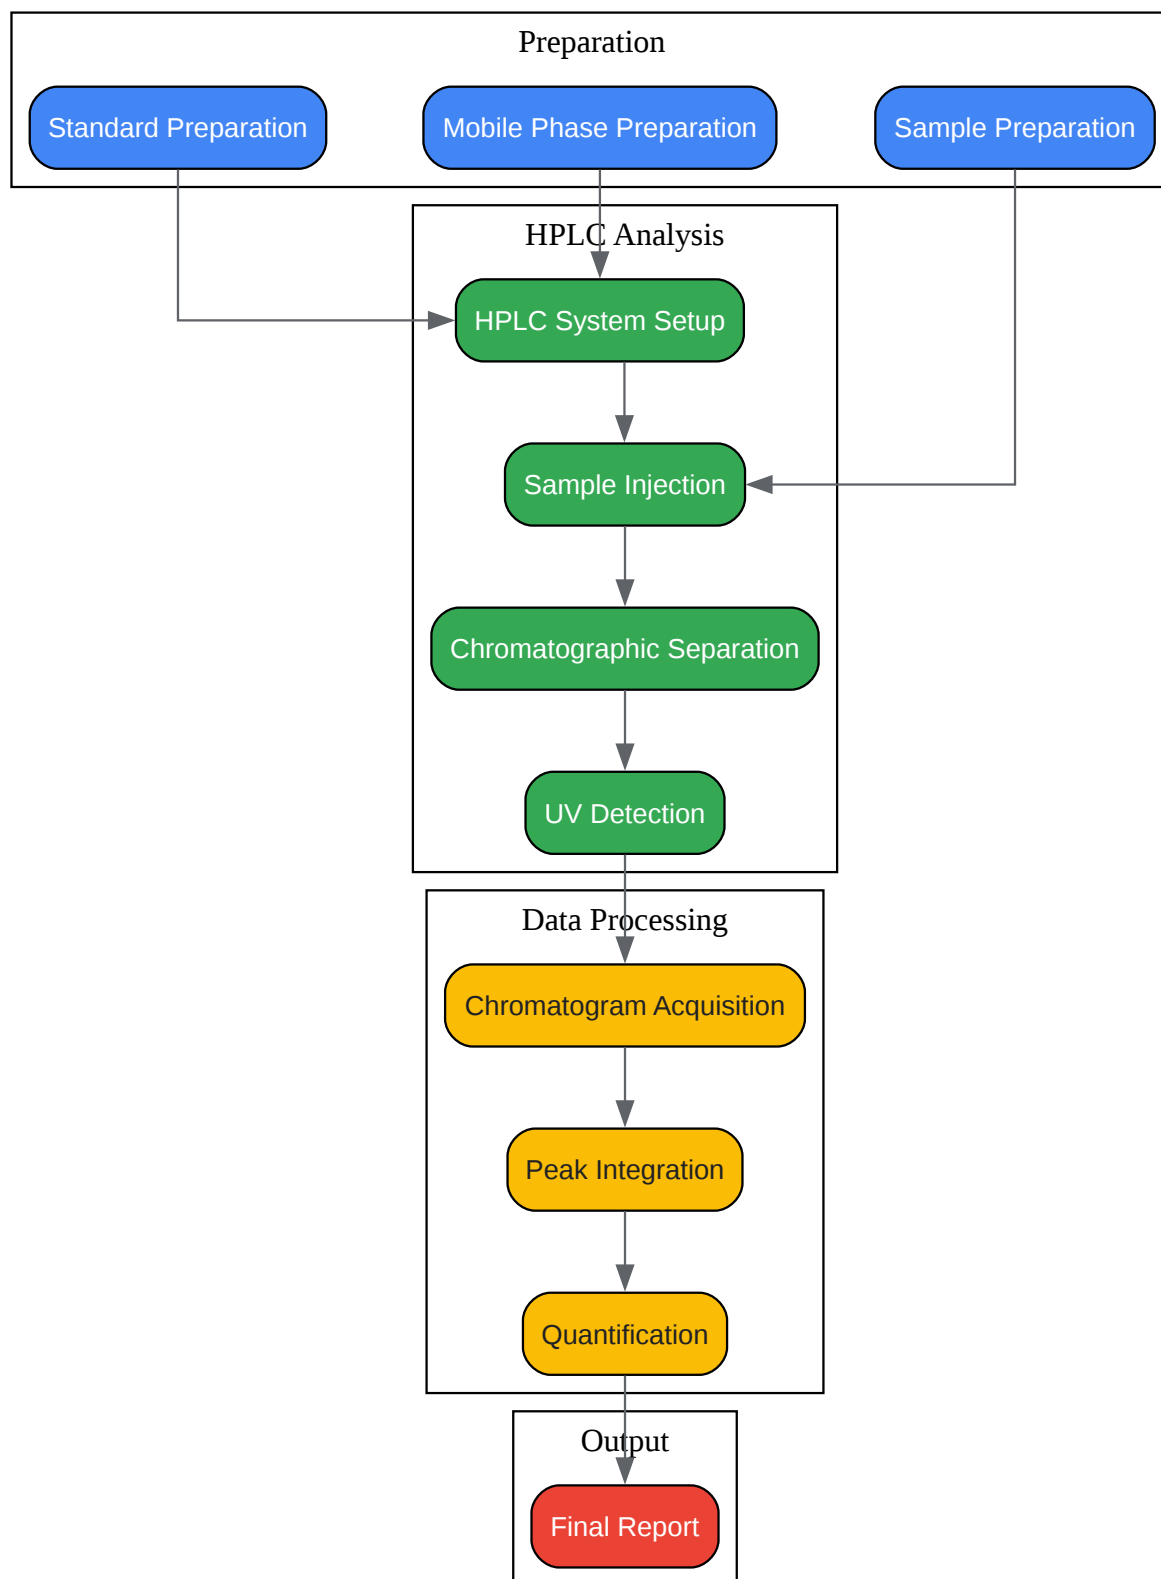 Preparation
Standard Preparation
Mobile Phase Preparation
Sample Preparation
HPLC Analysis
HPLC System Setup
Sample Injection
Chromatographic Separation
UV Detection
Data Processing
Chromatogram Acquisition
Peak Integration
Quantification
Output
Final Report